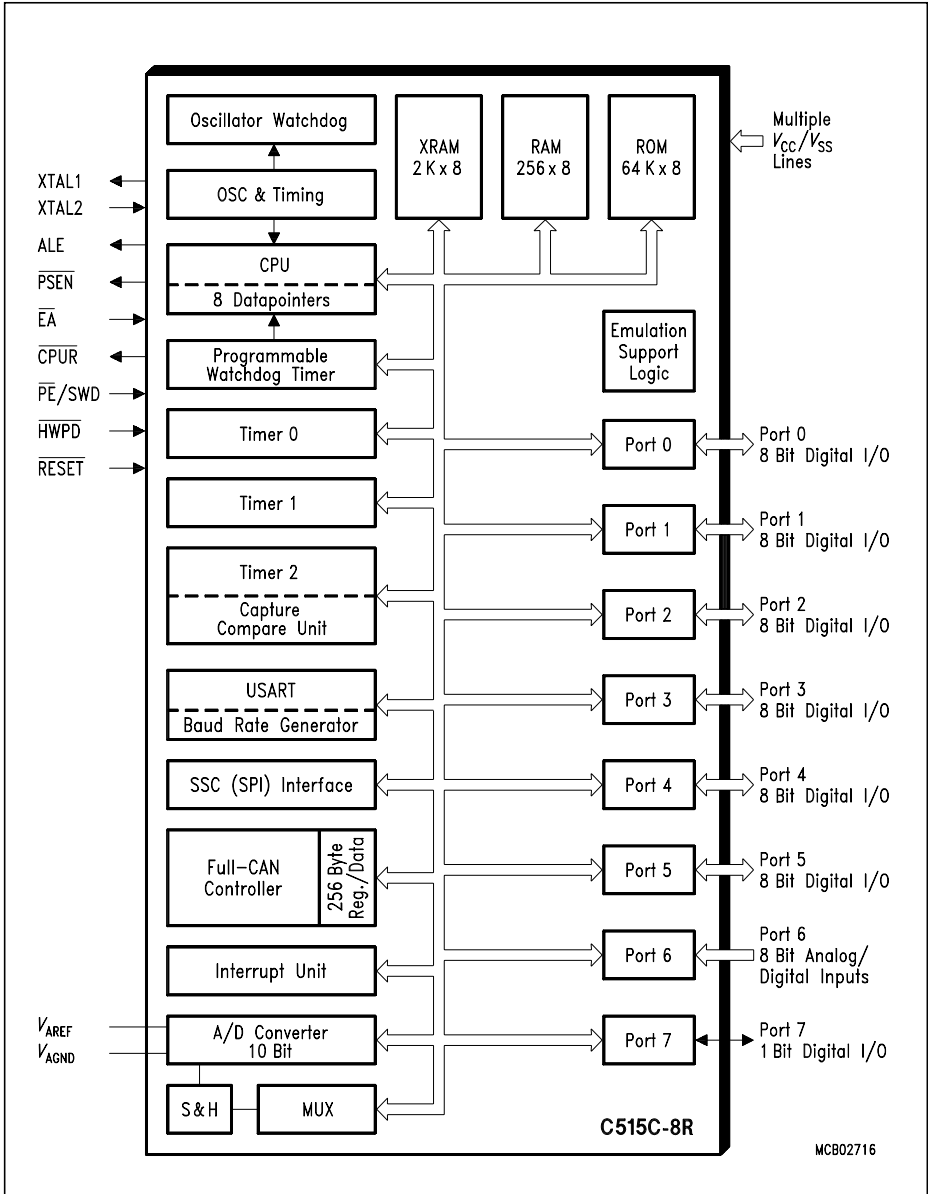 Oscillator Watchdog
OSC & Timing
CPU
8 Datapointers
Programmable
Watchdog Timer
Timer 0
Timer 1
Timer 2
Capture
Compare Unit
USART
Baud Rate Generator
SSC (SPI) Interface
Full-CAN
Controller
256 Byte
Reg./Data
Interrupt Unit
A/D Converter
10 Bit
S&H
MUX
XRAM
2 K x 8
RAM
256 x 8
ROM
64 K x 8
Emulation
Support
Logic
Port 0
Port 1
Port 2
Port 3
Port 4
Port 5
Port 6
Port 7
C515C-8R
XTAL1
XTAL2
ALE
PSEN
EA
CPUR
PE/SWD
HWPD
RESET
VAREF
VAGND
Multiple
VCC/VSS
Lines
Port 0
8 Bit Digital I/O
Port 1
8 Bit Digital I/O
Port 2
8 Bit Digital I/O
Port 3
8 Bit Digital I/O
Port 4
8 Bit Digital I/O
Port 5
8 Bit Digital I/O
Port 6
8 Bit Analog/
Digital Inputs
Port 7
1 Bit Digital I/O
MCB02716